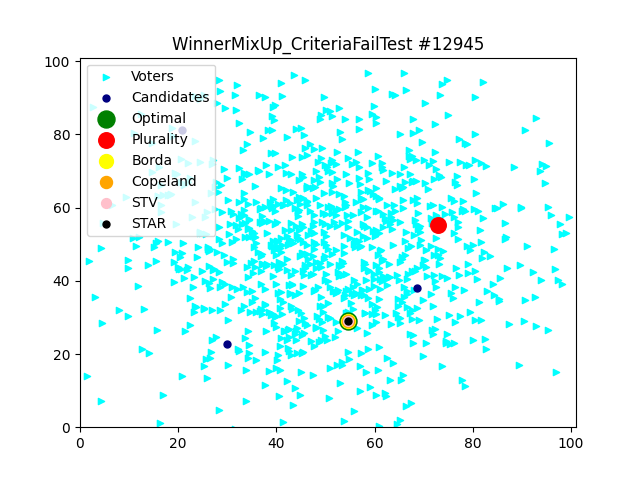 WinnerMixUp_CriteriaFailTest #12945
100
80
60
40
20
0
0 20 40 60 80 100
Voters
Candidates
Optimal
Plurality
Borda
Copeland
STV
STAR